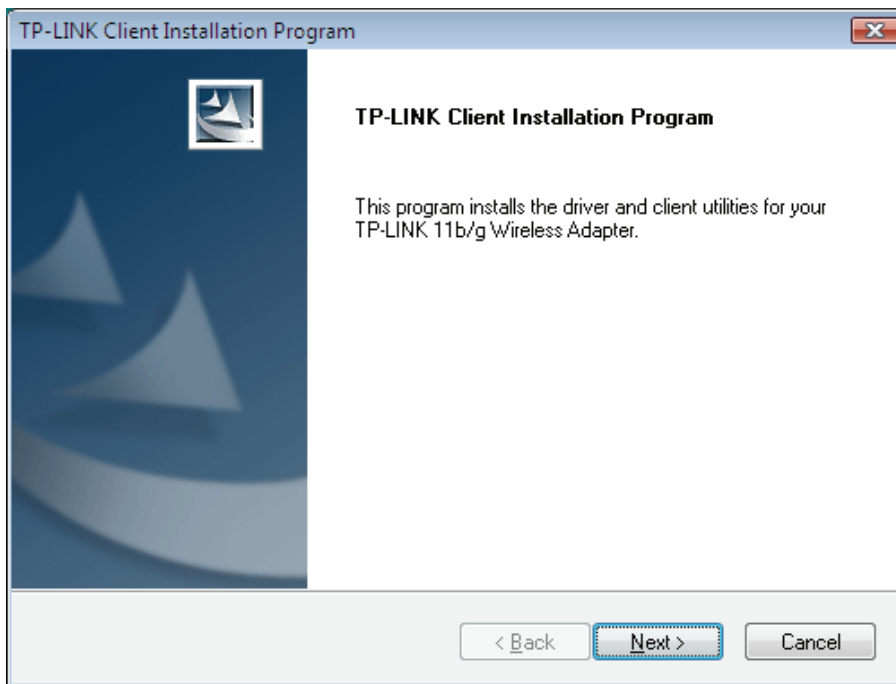 TP-LINK Client Installation Program
TP-LINK Client Installation Program
This program installs the driver and client utilities for your
TP-LINK 11b/g Wireless Adapter.
< Back Next > Cancel